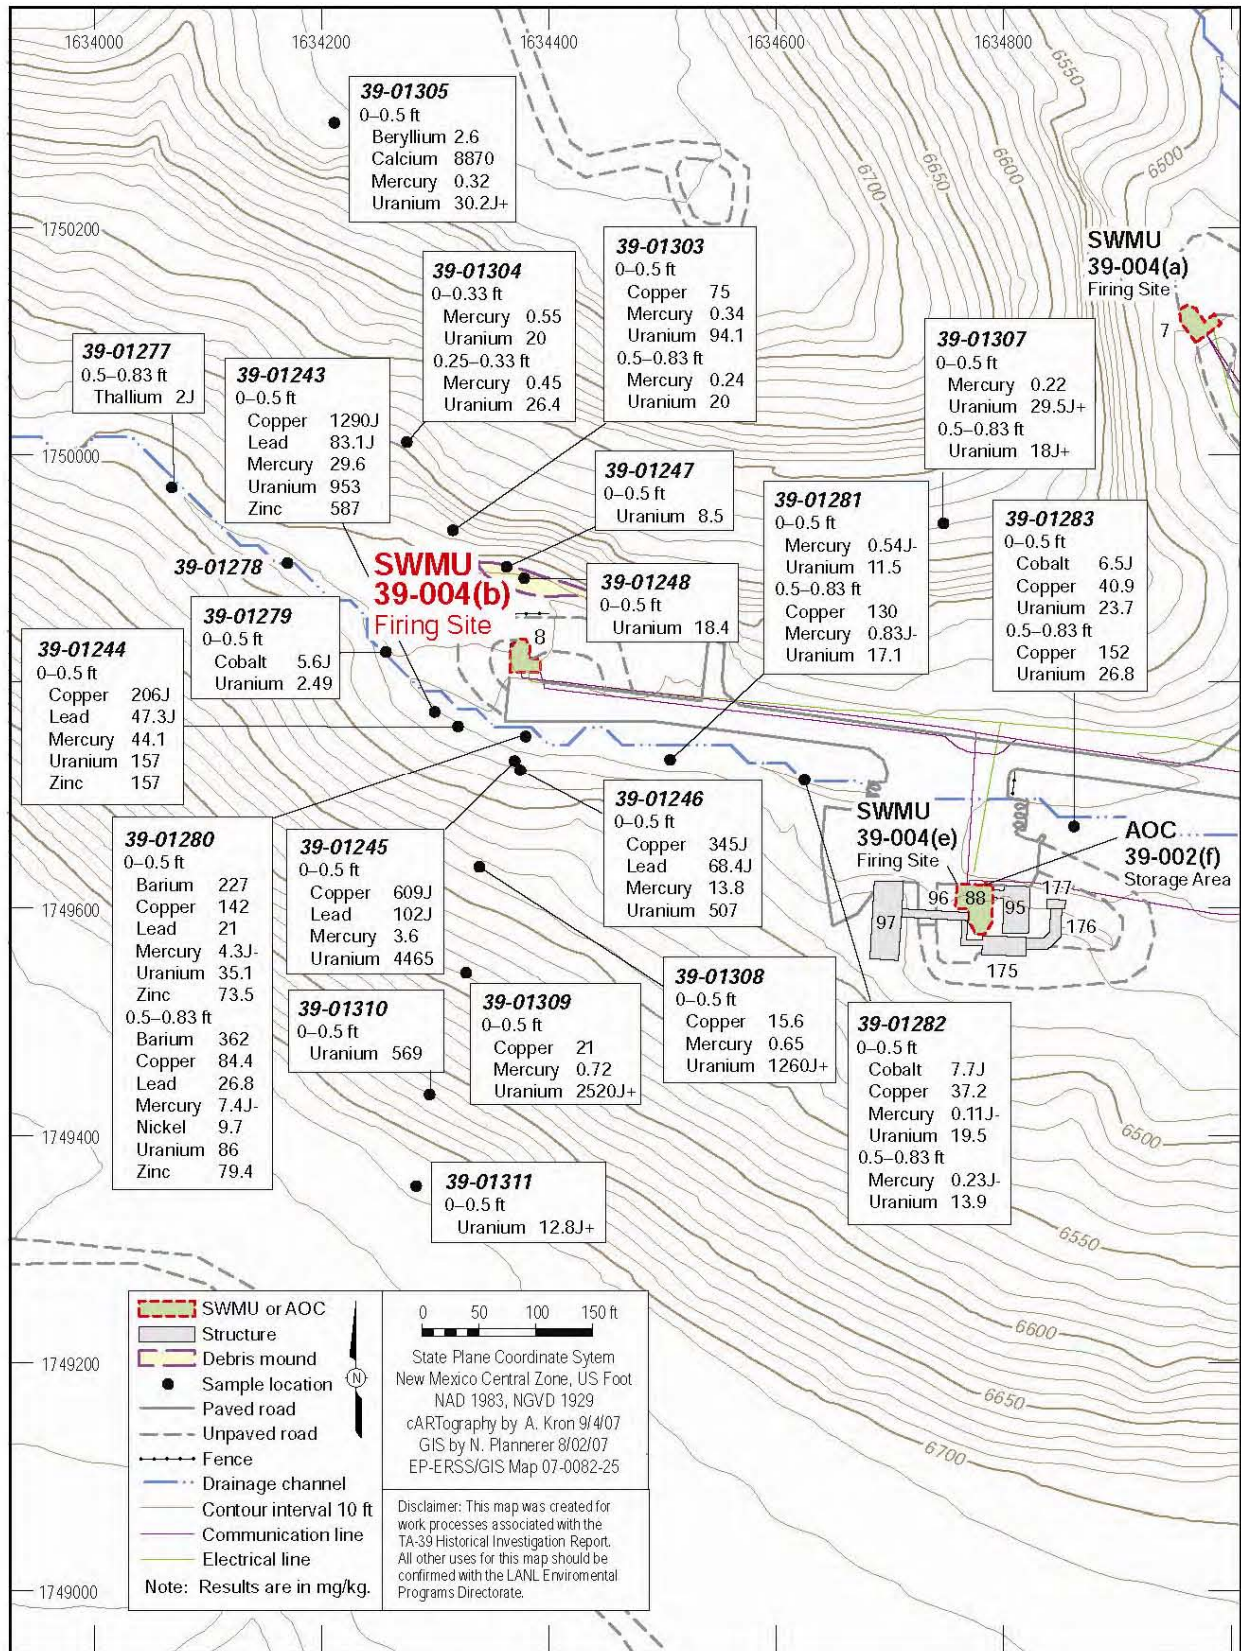 1634000
1634200
1634400
1634600
1634800
6550
6500
6600
6650
6700
39-01305
0–0.5 ft
Beryllium 2.6
Calcium 8870
Mercury 0.32
Uranium 30.2J+
1750200
39-01304
0–0.33 ft
Mercury 0.55
Uranium 20
0.25–0.33 ft
Mercury 0.45
Uranium 26.4
39-01303
0–0.5 ft
Copper 75
Mercury 0.34
Uranium 94.1
0.5–0.83 ft
Mercury 0.24
Uranium 20
SWMU
39-004(a)
Firing Site
7
39-01277
0.5–0.83 ft
Thallium 2J
39-01243
0–0.5 ft
Copper 1290J
Lead 83.1J
Mercury 29.6
Uranium 953
Zinc 587
39-01307
0–0.5 ft
Mercury 0.22
Uranium 29.5J+
0.5–0.83 ft
Uranium 18J+
1750000
39-01247
0–0.5 ft
Uranium 8.5
39-01281
0–0.5 ft
Mercury 0.54J-
Uranium 11.5
0.5–0.83 ft
Copper 130
Mercury 0.83J-
Uranium 17.1
39-01283
0–0.5 ft
Cobalt 6.5J
Copper 40.9
Uranium 23.7
0.5–0.83 ft
Copper 152
Uranium 26.8
39-01278
SWMU
39-004(b)
Firing Site
8
39-01248
0–0.5 ft
Uranium 18.4
39-01279
0–0.5 ft
Cobalt 5.6J
Uranium 2.49
39-01244
0–0.5 ft
Copper 206J
Lead 47.3J
Mercury 44.1
Uranium 157
Zinc 157
39-01280
0–0.5 ft
Barium 227
Copper 142
Lead 21
Mercury 4.3J-
Uranium 35.1
Zinc 73.5
0.5–0.83 ft
Barium 362
Copper 84.4
Lead 26.8
Mercury 7.4J-
Nickel 9.7
Uranium 86
Zinc 79.4
39-01245
0–0.5 ft
Copper 609J
Lead 102J
Mercury 3.6
Uranium 4465
39-01246
0–0.5 ft
Copper 345J
Lead 68.4J
Mercury 13.8
Uranium 507
SWMU
39-004(e)
Firing Site
AOC
39-002(f)
Storage Area
97
96
88
95
177
176
175
1749600
39-01310
0–0.5 ft
Uranium 569
39-01309
0–0.5 ft
Copper 21
Mercury 0.72
Uranium 2520J+
39-01308
0–0.5 ft
Copper 15.6
Mercury 0.65
Uranium 1260J+
39-01282
0–0.5 ft
Cobalt 7.7J
Copper 37.2
Mercury 0.11J-
Uranium 19.5
0.5–0.83 ft
Mercury 0.23J-
Uranium 13.9
1749400
39-01311
0–0.5 ft
Uranium 12.8J+
6500
6550
6600
6650
6700
1749200
1749000
SWMU or AOC
Structure
Debris mound
Sample location
Paved road
Unpaved road
Fence
Drainage channel
Contour interval 10 ft
Communication line
Electrical line
Note: Results are in mg/kg.
N
0 50 100 150 ft
State Plane Coordinate Sytem
New Mexico Central Zone, US Foot
NAD 1983, NGVD 1929
cARTography by A. Kron 9/4/07
GIS by N. Plannerer 8/02/07
EP-ERSS/GIS Map 07-0082-25
Disclaimer: This map was created for
work processes associated with the
TA-39 Historical Investigation Report.
All other uses for this map should be
confirmed with the LANL Enviromental
Programs Directorate.